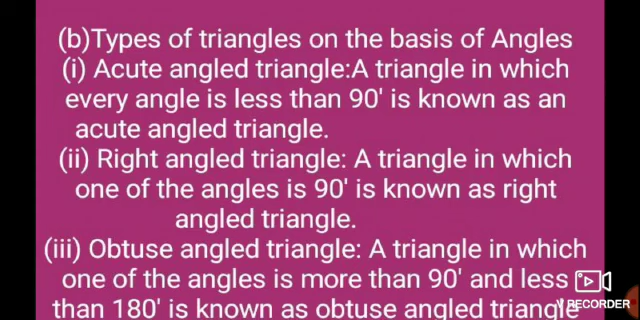 (b)Types of triangles on the basis of Angles
(i) Acute angled triangle:A triangle in which
every angle is less than 90' is known as an
acute angled triangle.
(ii) Right angled triangle: A triangle in which
one of the angles is 90' is known as right
angled triangle.
(iii) Obtuse angled triangle: A triangle in which
one of the angles is more than 90' and less
than 180' is known as obtuse angled triangle
V RECORDER